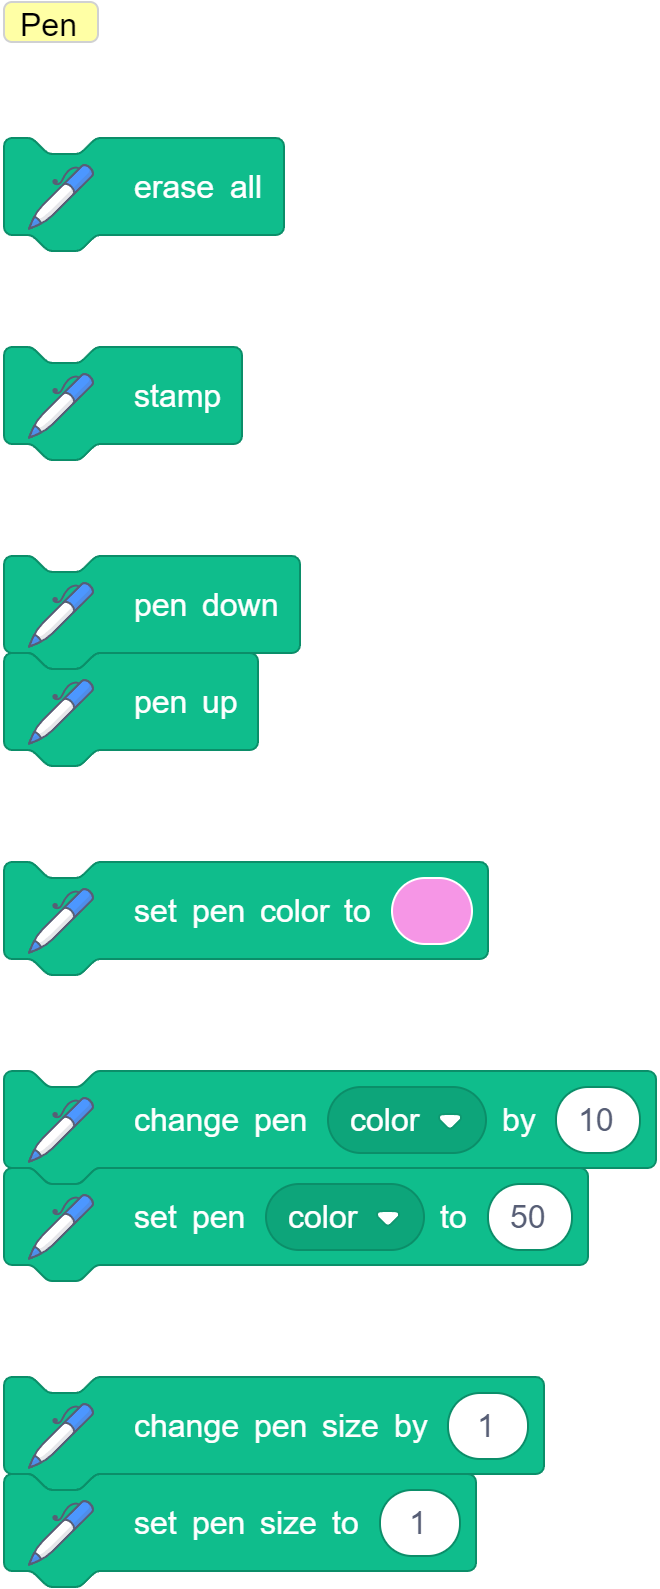 Pen
erase all
stamp
pen down
pen up
set pen color to
change pen color by 10
set pen color to 50
change pen size by 1
set pen size to 1